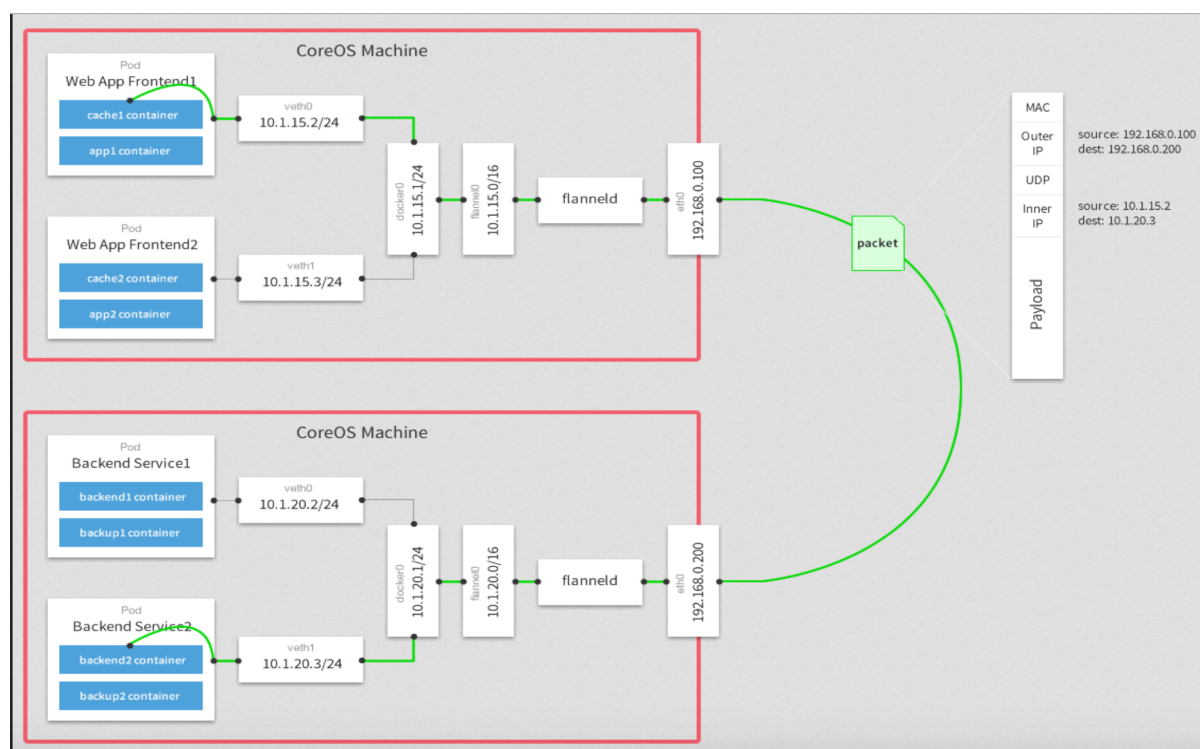 CoreOS Machine
Pod
Web App Frontend1
cache1 container
app1 container
veth0
10.1.15.2/24
Pod
Web App Frontend2
cache2 container
app2 container
veth1
10.1.15.3/24
docker0
10.1.15.1/24
flannel0
10.1.15.0/16
flanneld
eth0
192.168.0.100
packet
MAC
Outer
IP
source: 192.168.0.100
dest: 192.168.0.200
UDP
Inner
IP
source: 10.1.15.2
dest: 10.1.20.3
Payload
CoreOS Machine
Pod
Backend Service1
backend1 container
backup1 container
veth0
10.1.20.2/24
Pod
Backend Service2
backend2 container
backup2 container
veth1
10.1.20.3/24
docker0
10.1.20.1/24
flannel0
10.1.20.0/16
flanneld
eth0
192.168.0.200